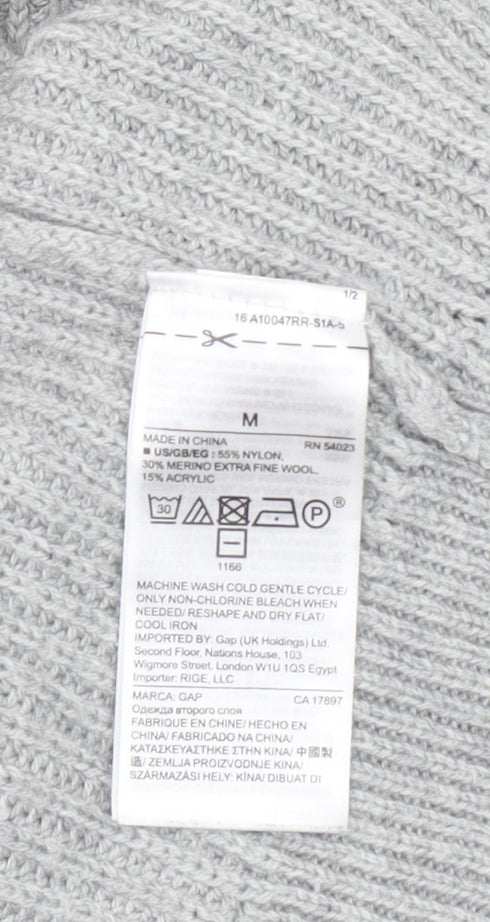 1/2
16 A10047RR-S1A-S
M
MADE IN CHINA RN 54023
■ US/GB/EG : 55% NYLON,
30% MERINO EXTRA FINE WOOL,
15% ACRYLIC
30 P ®
1166
MACHINE WASH COLD GENTLE CYCLE/
ONLY NON-CHLORINE BLEACH WHEN
NEEDED/ RESHAPE AND DRY FLAT/
COOL IRON
IMPORTED BY: Gap (UK Holdings) Ltd.
Second Floor, Nations House, 103
Wigmore Street, London W1U 1QS Egypt
Importer: RIGE, LLC
MARCA: GAP CA 17897
Одежда второго слоя
FABRIQUE EN CHINE/ HECHO EN
CHINA/ FABRICADO NA CHINA/
ΚΑΤΑΣΚΕΥΑΣΤΗΚΕ ΣΤΗΝ ΚΙΝΑ/ 中國製
造/ ZEMLJA PROIZVODNJE KINA/
SZÁRMAZÁSI HELY: KÍNA/ DIBUAT DI